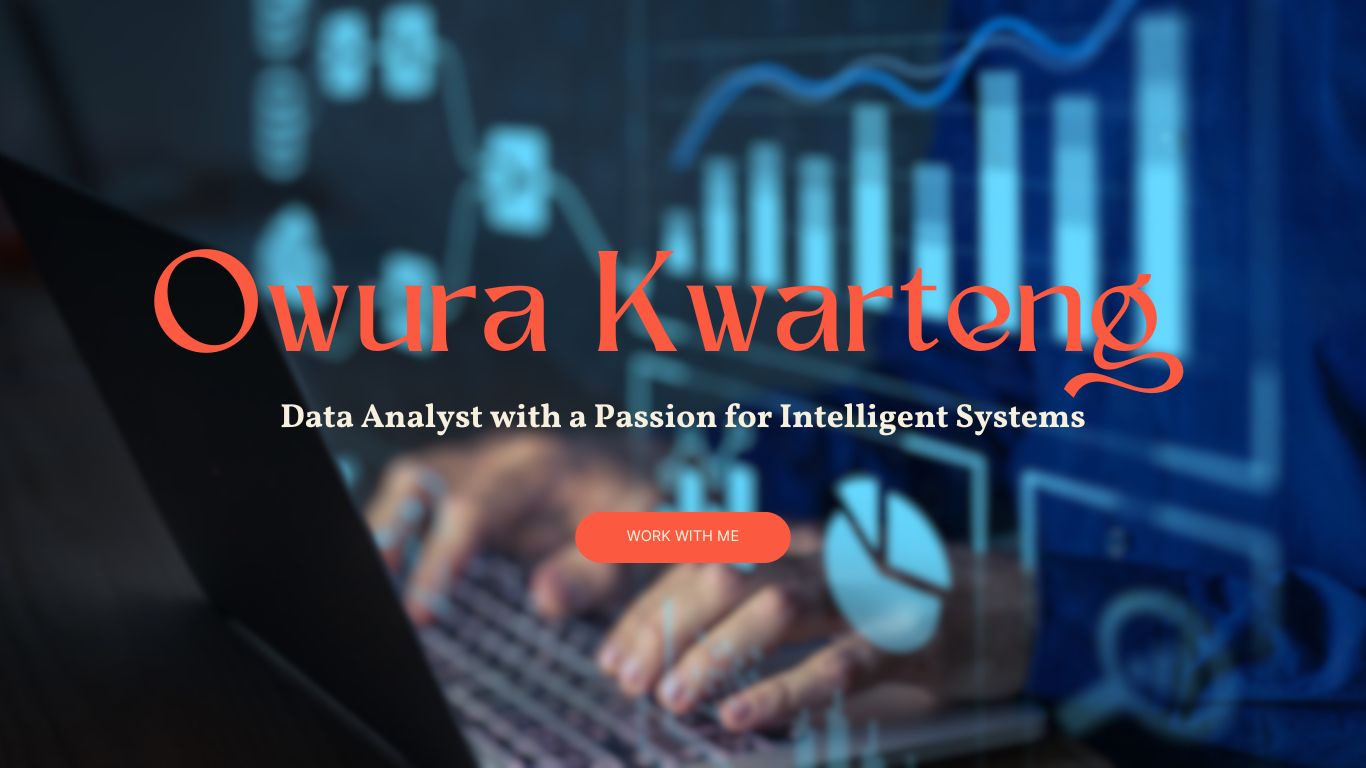 Owura Kwarteng
Data Analyst with a Passion for Intelligent Systems
WORK WITH ME